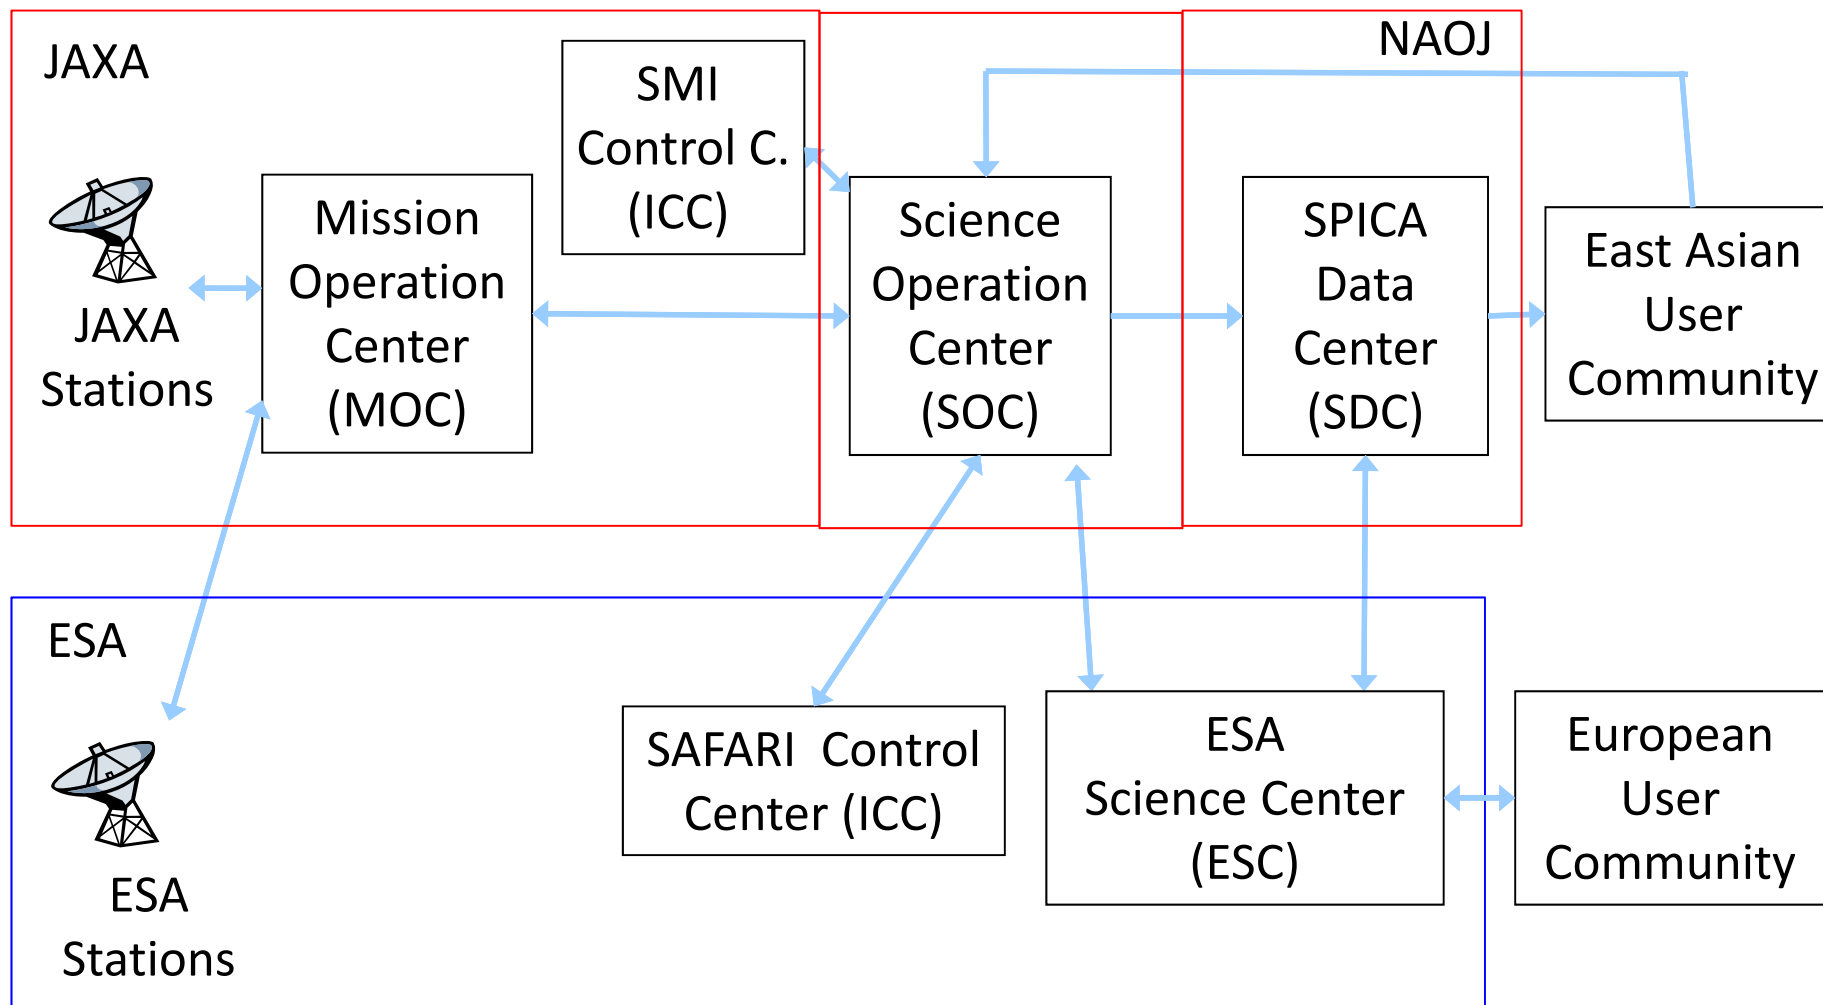 JAXA
NAOJ
SMI
Control C.
(ICC)
JAXA
Stations
Mission
Operation
Center
(MOC)
Science
Operation
Center
(SOC)
SPICA
Data
Center
(SDC)
East Asian
User
Community
ESA
ESA
Stations
SAFARI  Control
Center (ICC)
ESA
Science Center
(ESC)
European
User
Community